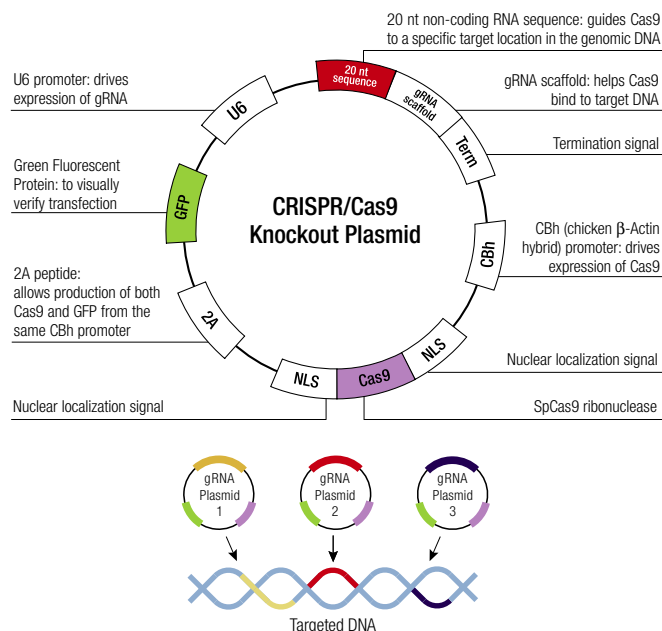 20 nt non-coding RNA sequence: guides Cas9
to a specific target location in the genomic DNA
U6 promoter: drives
expression of gRNA
gRNA scaffold: helps Cas9
bind to target DNA
Termination signal
Green Fluorescent
Protein: to visually
verify transfection
CBh (chicken β-Actin
hybrid) promoter: drives
expression of Cas9
2A peptide:
allows production of both
Cas9 and GFP from the
same CBh promoter
Nuclear localization signal
Nuclear localization signal
SpCas9 ribonuclease
CRISPR/Cas9
Knockout Plasmid
20 nt
sequence
gRNA
scaffold
Term
CBh
NLS
Cas9
NLS
2A
GFP
U6
gRNA
Plasmid
1
gRNA
Plasmid
2
gRNA
Plasmid
3
Targeted DNA